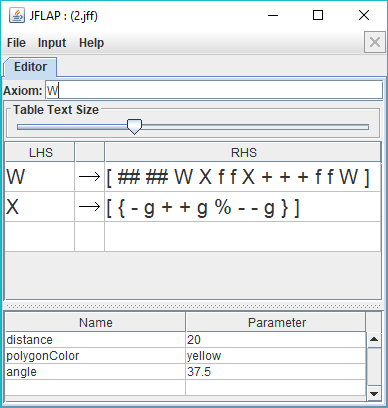 JFLAP : (2.jff)
File Input Help
Editor
Axiom: W
Table Text Size
LHS RHS
W → [ ## ## W X f f X + + + f f W ]
X → [ { - g + + g % - - g } ]
Name Parameter
distance 20
polygonColor yellow
angle 37.5